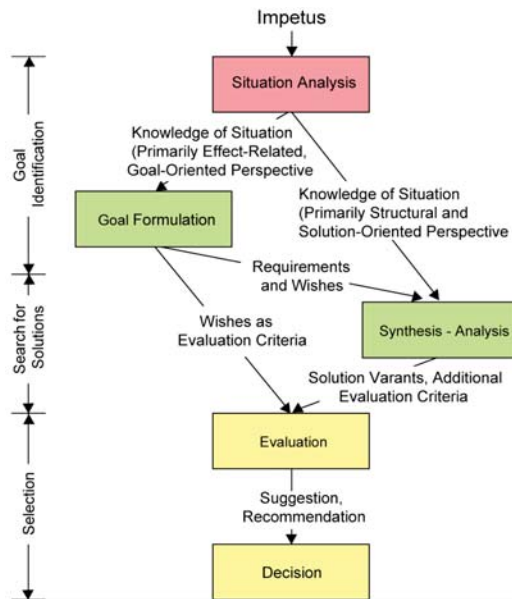 Impetus
Situation Analysis
Knowledge of Situation
(Primarily Effect-Related,
Goal-Oriented Perspective
Knowledge of Situation
(Primarily Structural and
Solution-Oriented Perspective
Goal
Identification
Goal Formulation
Requirements
and Wishes
Search for
Solutions
Wishes as
Evaluation Criteria
Synthesis - Analysis
Solution Varants, Additional
Evaluation Criteria
Evaluation
Selection
Suggestion,
Recommendation
Decision